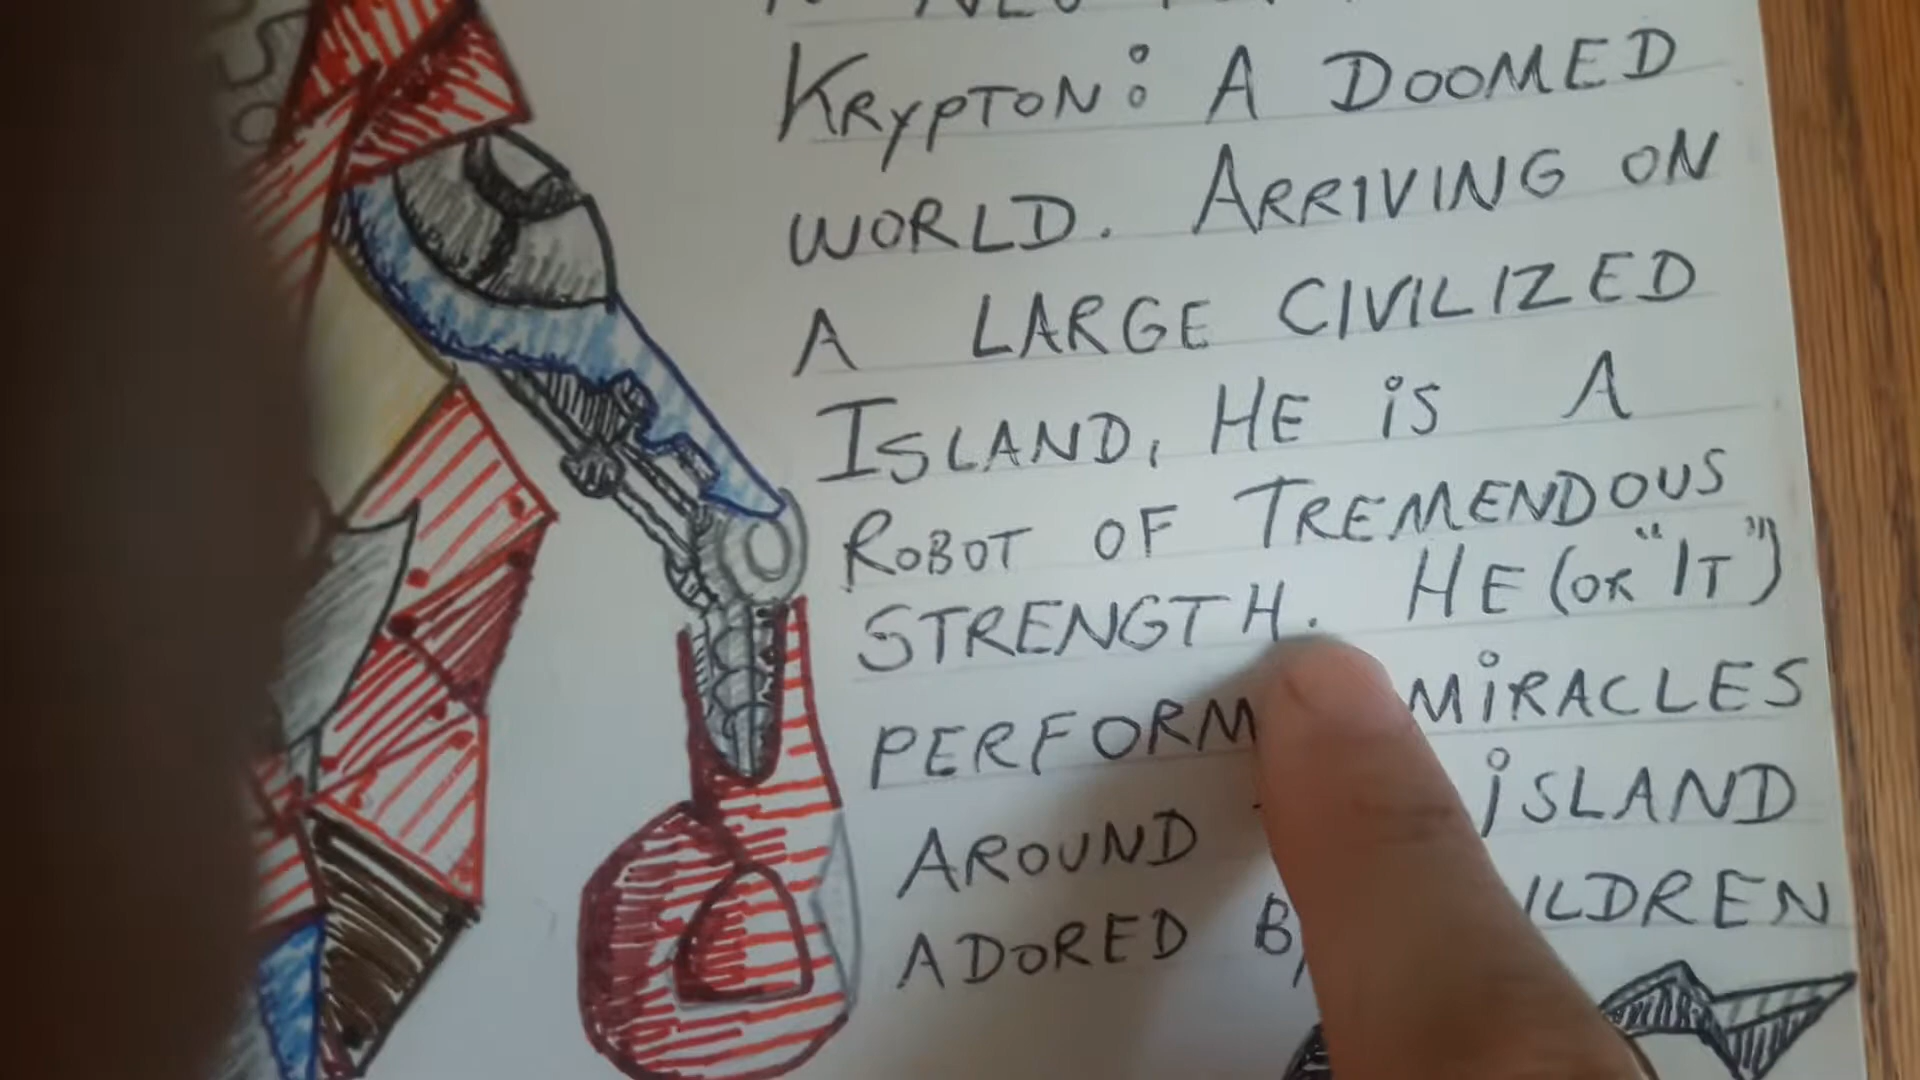 KRYPTON: A DOOMED
WORLD. ARRIVING ON
A LARGE CIVILIZED
ISLAND, HE iS A
ROBOT OF TREMENDOUS
STRENGTH. HE (OR "IT")
PERFORM MiRACLES
AROUND iSLAND
ADORED BY